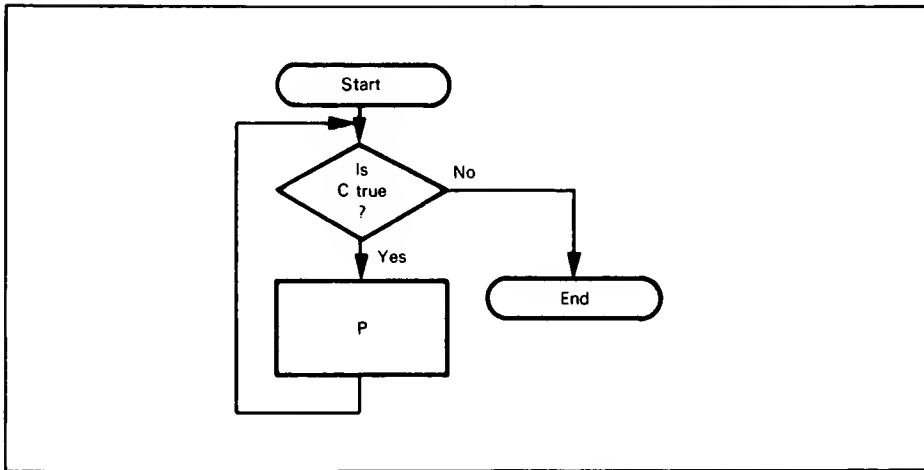 Start
Is
C true
?
No
Yes
P
End